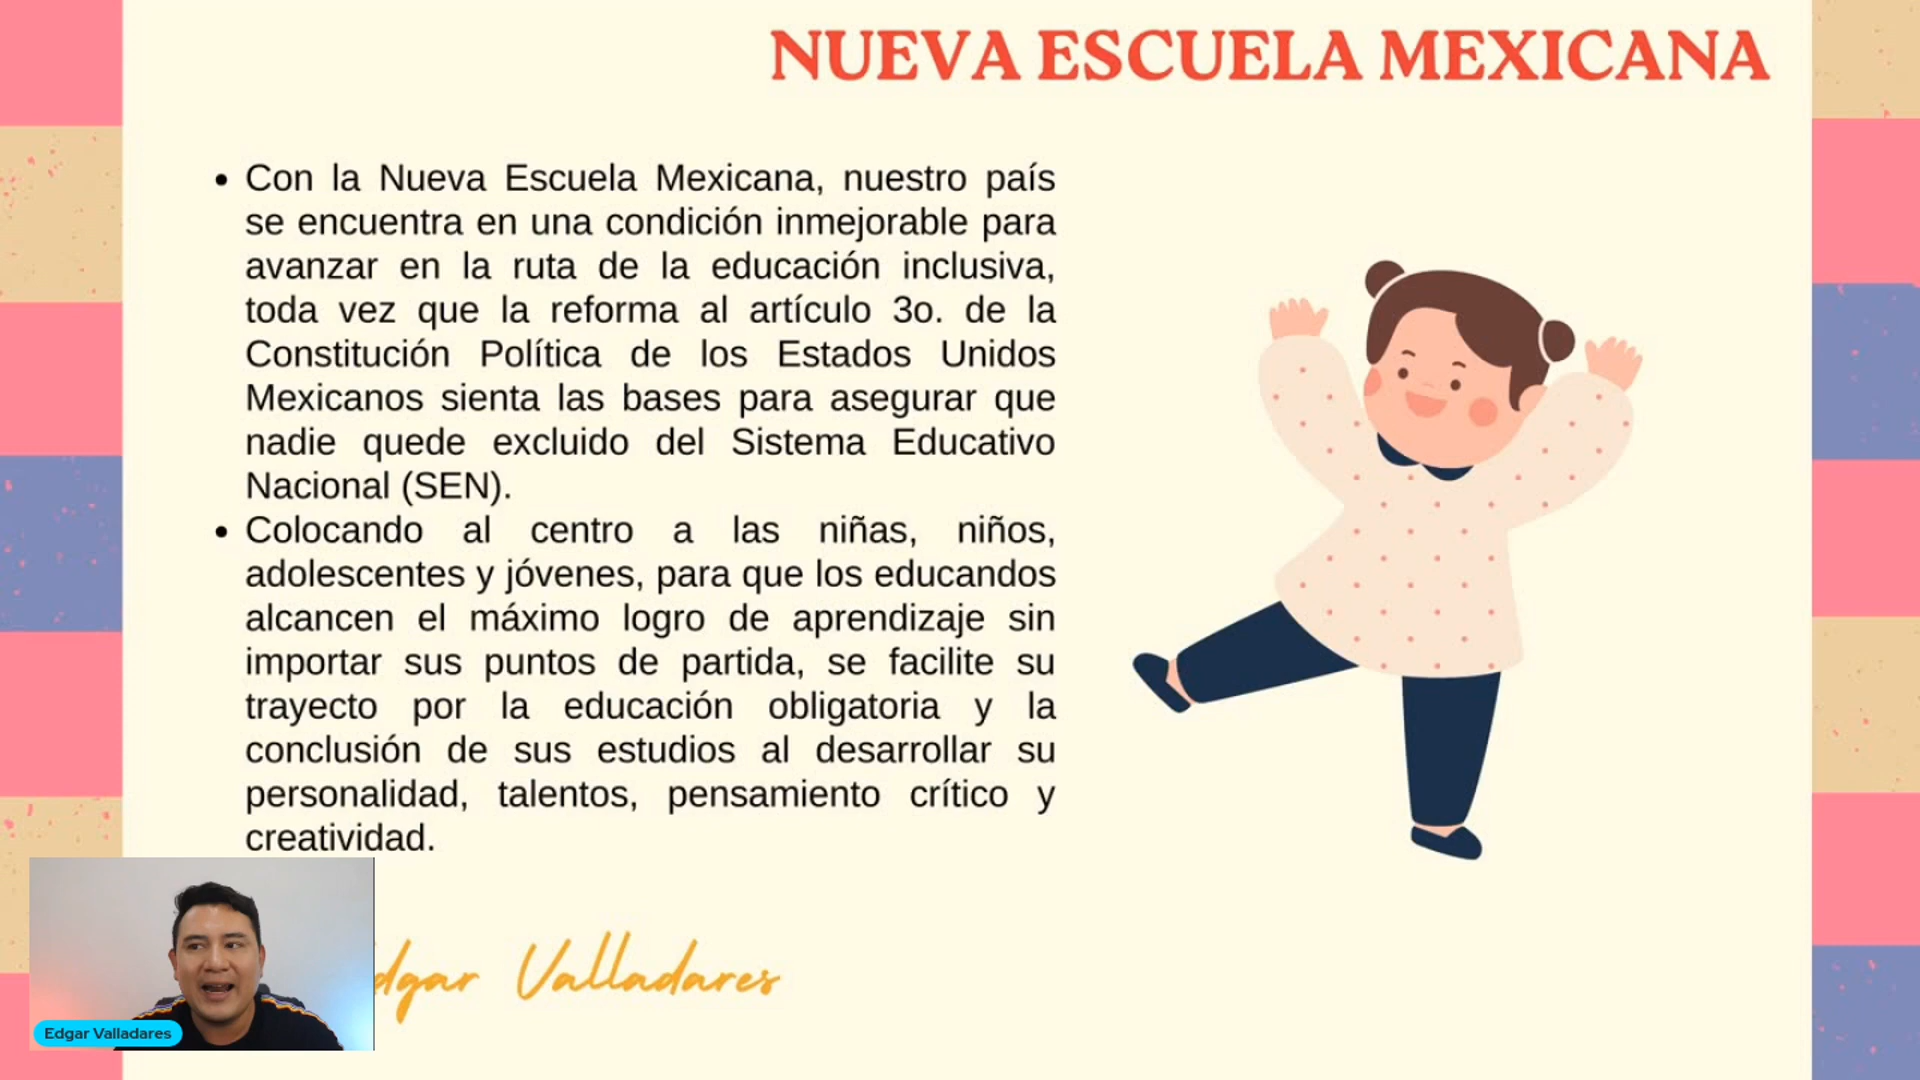 NUEVA ESCUELA MEXICANA
• Con la Nueva Escuela Mexicana, nuestro país
se encuentra en una condición inmejorable para
avanzar en la ruta de la educación inclusiva,
toda vez que la reforma al artículo 3o. de la
Constitución Política de los Estados Unidos
Mexicanos sienta las bases para asegurar que
nadie quede excluido del Sistema Educativo
Nacional (SEN).
• Colocando al centro a las niñas, niños,
adolescentes y jóvenes, para que los educandos
alcancen el máximo logro de aprendizaje sin
importar sus puntos de partida, se facilite su
trayecto por la educación obligatoria y la
conclusión de sus estudios al desarrollar su
personalidad, talentos, pensamiento crítico y
creatividad.
dgar Valladares
Edgar Valladares